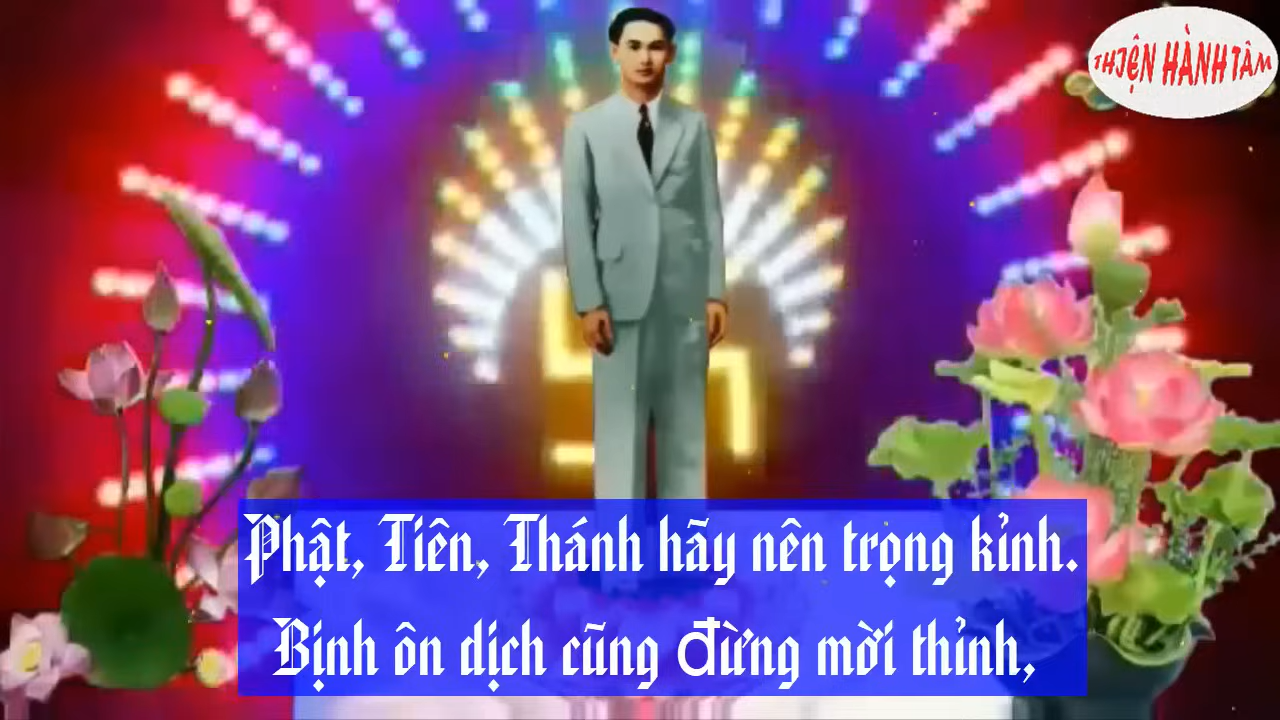 THIỆN HÀNH TÂM
Phật, Tiên, Thánh hãy nên trọng kỉnh.
Bịnh ôn dịch cũng đừng mời thỉnh,